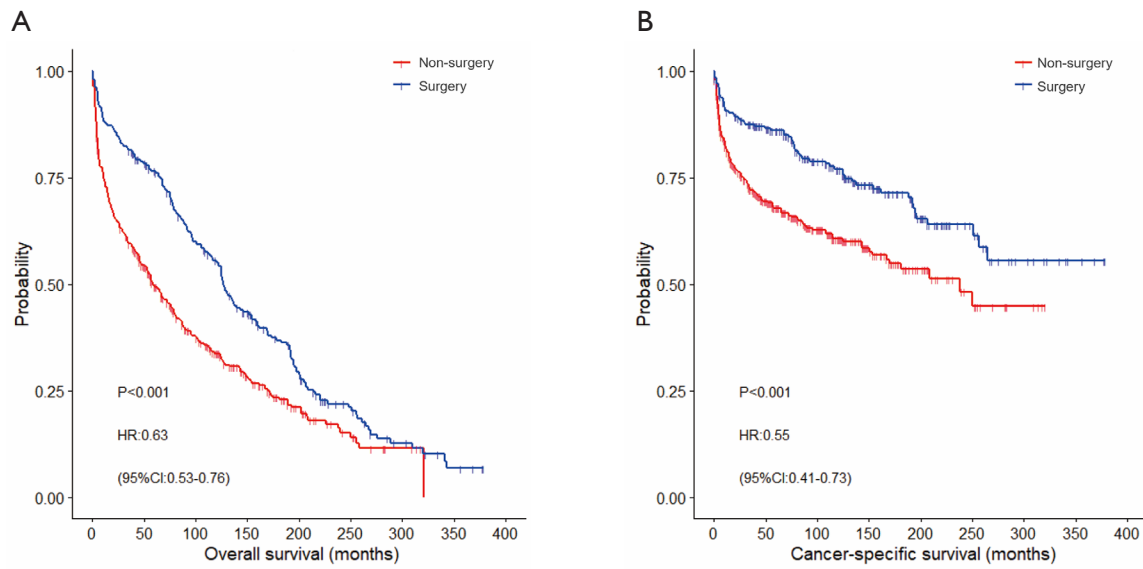 A
Non-surgery
Surgery
1.00
0.75
0.50
0.25
0.00
Probability
P<0.001
HR:0.63
(95%CI:0.53-0.76)
0 50 100 150 200 250 300 350 400
Overall survival (months)
B
Non-surgery
Surgery
1.00
0.75
0.50
0.25
0.00
Probability
P<0.001
HR:0.55
(95%CI:0.41-0.73)
0 50 100 150 200 250 300 350 400
Cancer-specific survival (months)